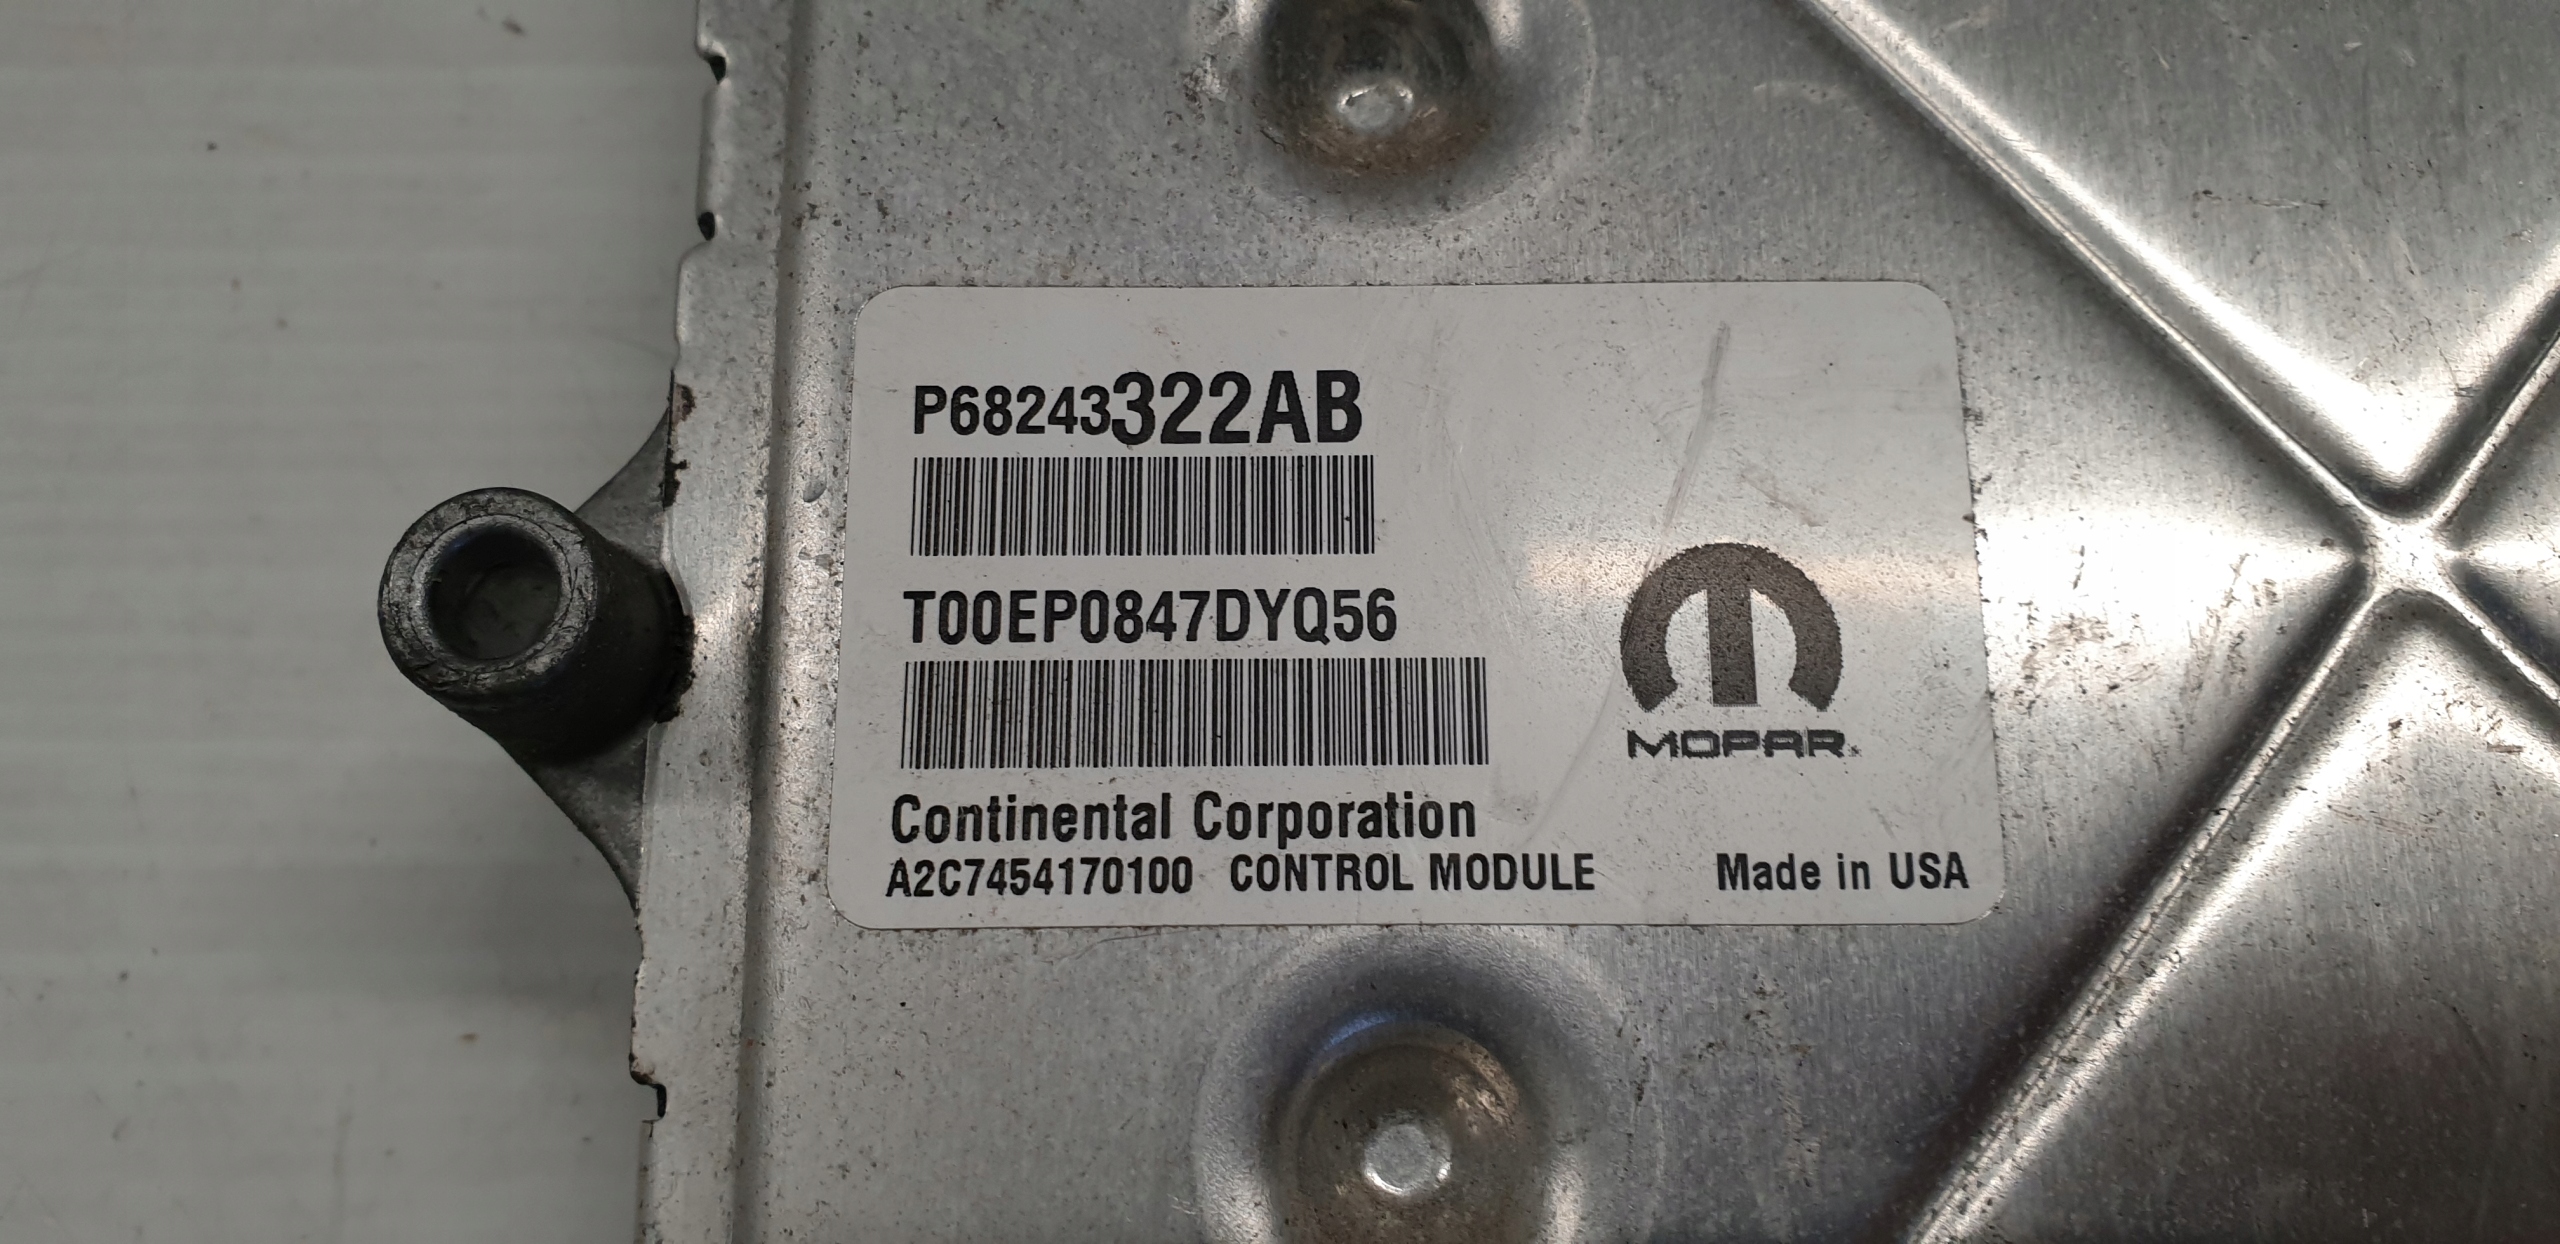 P68243322AB
T00EP0847DYQ56
MOPAR
Continental Corporation
A2C7454170100 CONTROL MODULE Made in USA